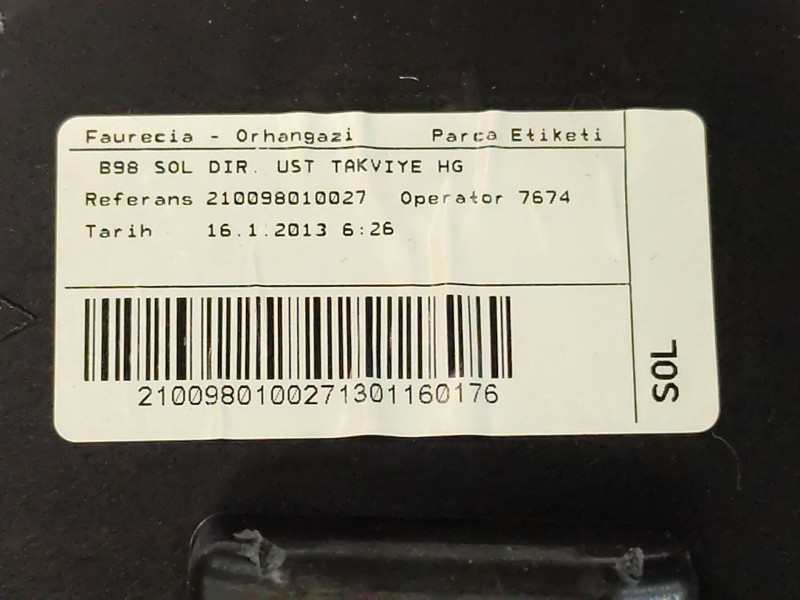 Faurecia - Orhangazi Parca Etiketi
B98 SOL DIR. UST TAKVIYE HG
Referans 210098010027 Operator 7674
Tarih 16.1.2013 6:26
2100980100271301160176
SOL